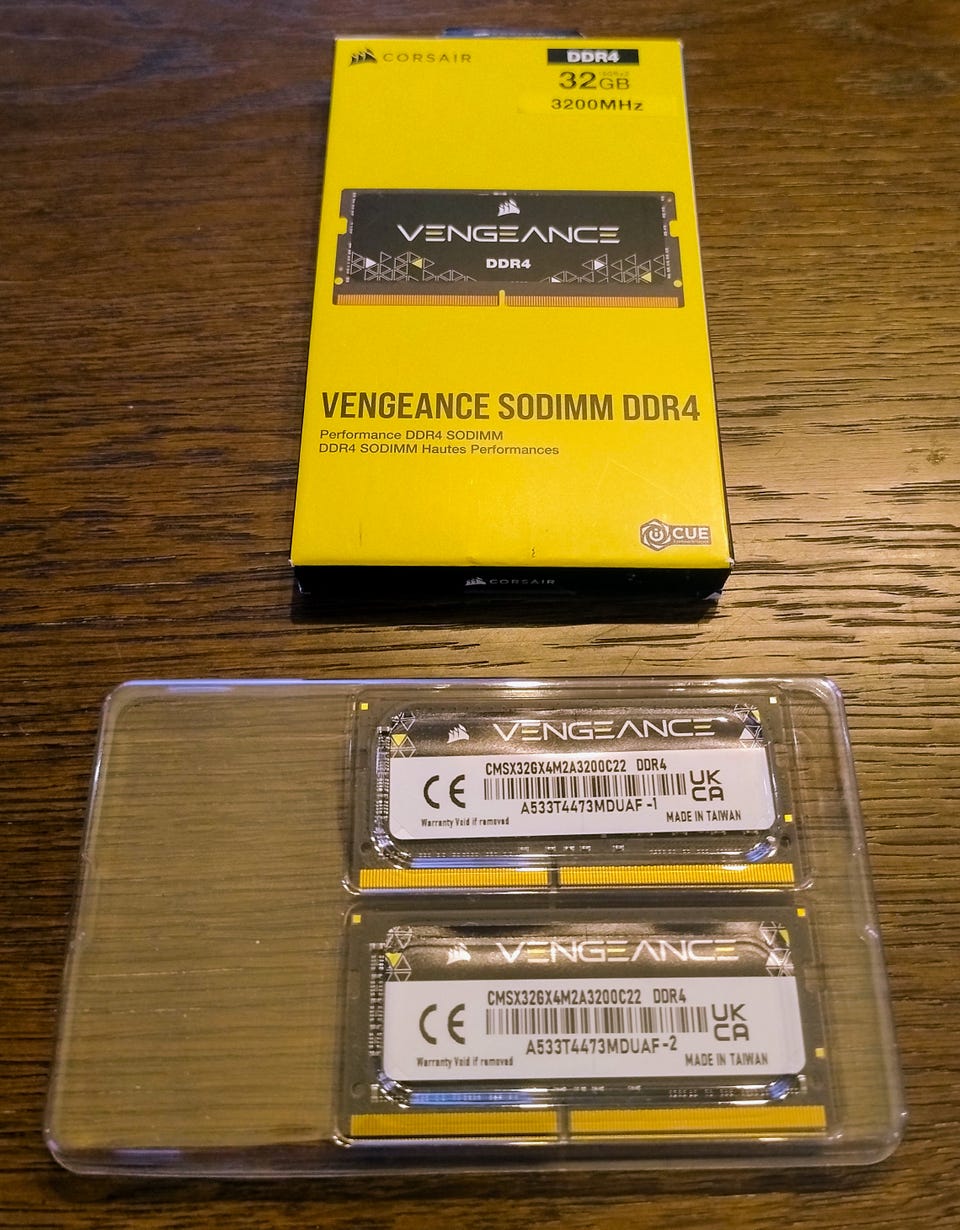 CORSAIR
DDR4
32GB
3200MHz
VENGEANCE
DDR4
VENGEANCE SODIMM DDR4
Performance DDR4 SODIMM
DDR4 SODIMM Hautes Performances
CUE
CORSAIR
VENGEANCE
CMSX32GX4M2A3200C22 DDR4
CE
UK
CA
A533T4473MDUAF-1
Warranty Void if removed
MADE IN TAIWAN
VENGEANCE
CMSX32GX4M2A3200C22 DDR4
CE
UK
CA
A533T4473MDUAF-2
Warranty Void if removed
MADE IN TAIWAN